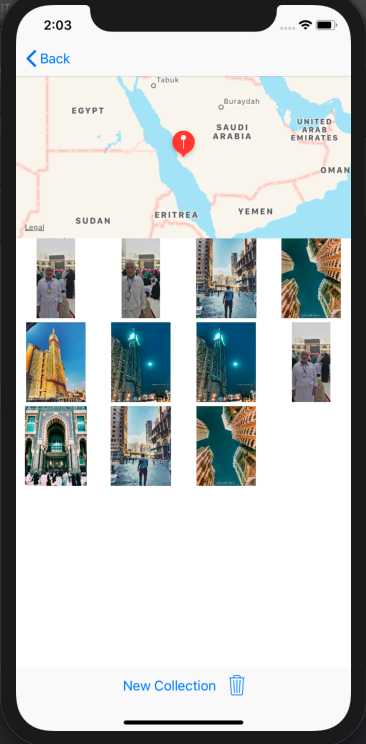 2:03
Back
Tabuk
Buraydah
EGYPT
SAUDI
ARABIA
UNITED
ARAB
EMIRATES
OMAN
Legal
SUDAN
ERITREA
YEMEN
New Collection